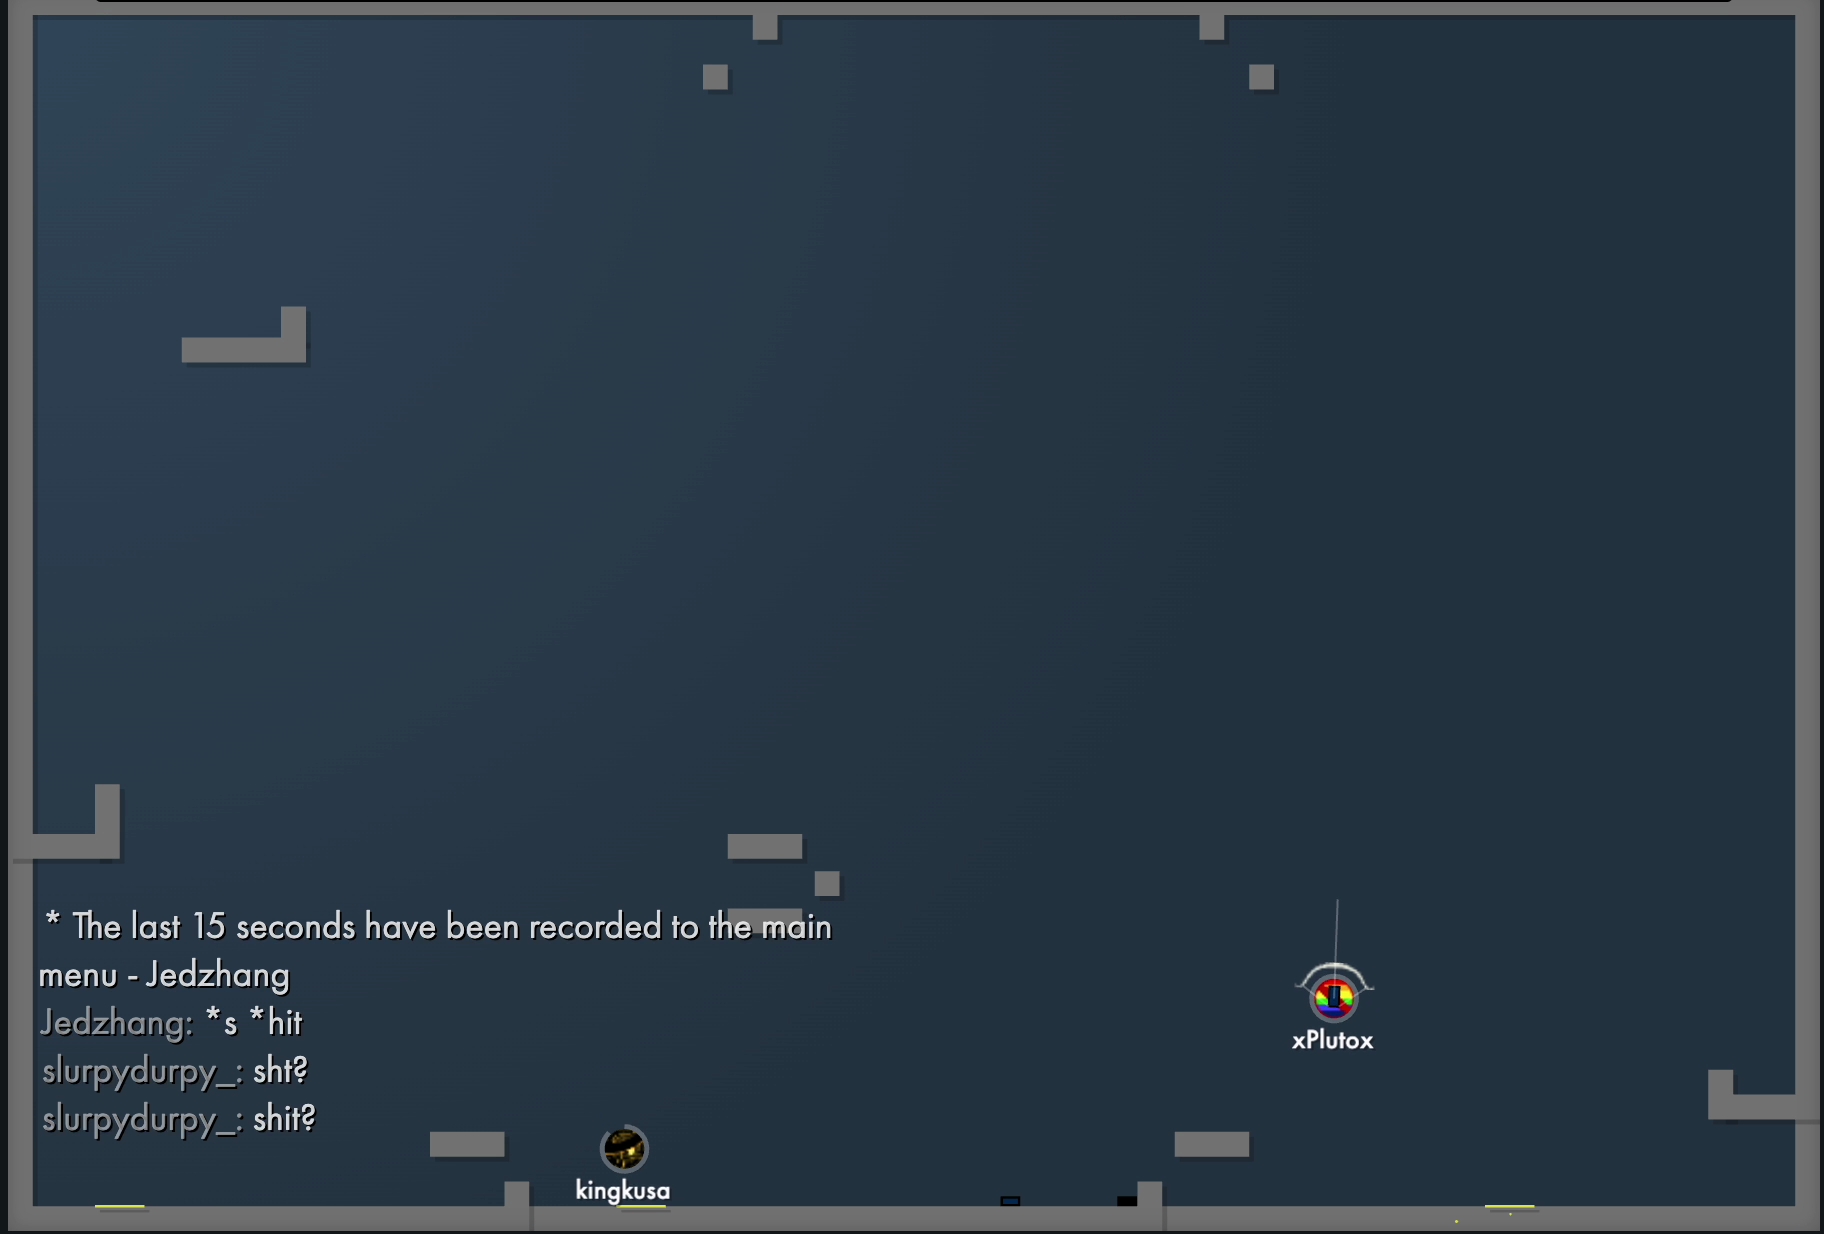 * The last 15 seconds have been recorded to the main
menu - Jedzhang
Jedzhang: *s *hit
xPlutox
slurpydurpy_: sht?
slurpydurpy_: shit?
kingkusa